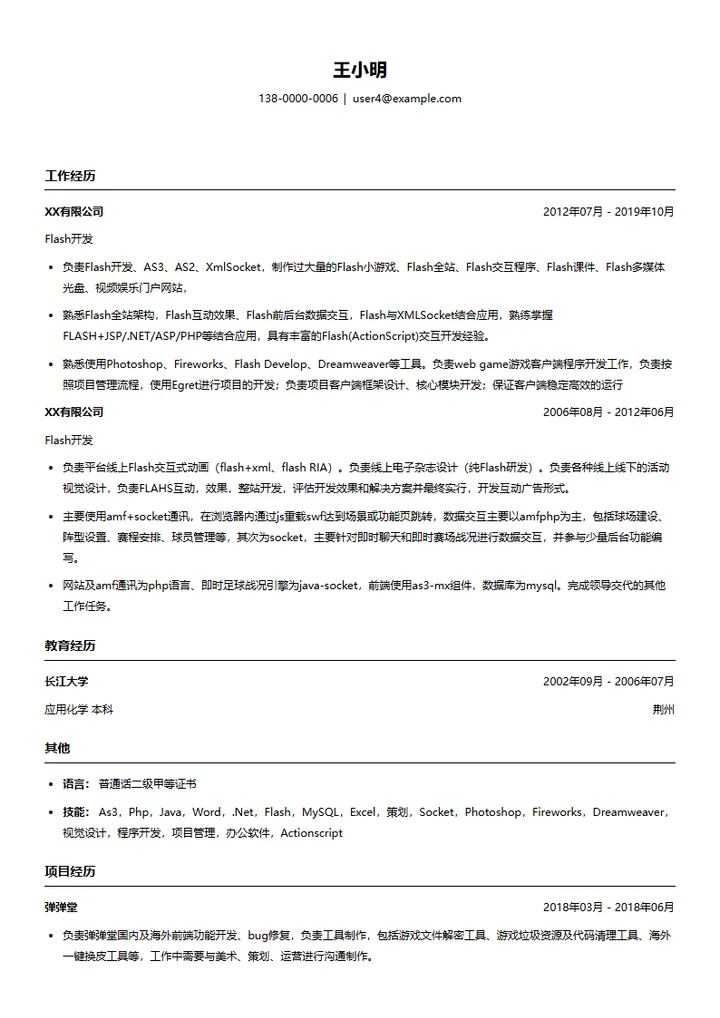 王小明
138-0000-0006 | user4@example.com
工作经历
XX有限公司 2012年07月 - 2019年10月
Flash开发
• 负责Flash开发、AS3、AS2、XmlSocket，制作过大量的Flash小游戏、Flash全站、Flash交互程序、Flash课件、Flash多媒体
光盘、视频娱乐门户网站，
• 熟悉Flash全站架构，Flash互动效果、Flash前后台数据交互，Flash与XMLSocket结合应用，熟练掌握
FLASH+JSP/.NET/ASP/PHP等结合应用，具有丰富的Flash(ActionScript)交互开发经验。
• 熟悉使用Photoshop、Fireworks、Flash Develop、Dreamweaver等工具。负责web game游戏客户端程序开发工作，负责按
照项目管理流程，使用Egret进行项目的开发；负责项目客户端框架设计、核心模块开发；保证客户端稳定高效的运行
XX有限公司 2006年08月 - 2012年06月
Flash开发
• 负责平台线上Flash交互式动画（flash+xml、flash RIA）。负责线上电子杂志设计（纯Flash研发）。负责各种线上线下的活动
视觉设计，负责FLAHS互动，效果，整站开发，评估开发效果和解决方案并最终实行，开发互动广告形式。
• 主要使用amf+socket通讯，在浏览器内通过js重载swf达到场景或功能页跳转，数据交互主要以amfphp为主，包括球场建设、
阵型设置、赛程安排、球员管理等，其次为socket，主要针对即时聊天和即时赛场战况进行数据交互，并参与少量后台功能编
写。
• 网站及amf通讯为php语言、即时足球战况引擎为java-socket，前端使用as3-mx组件，数据库为mysql。完成领导交代的其他
工作任务。
教育经历
长江大学 2002年09月 - 2006年07月
应用化学 本科 荆州
其他
• 语言： 普通话二级甲等证书
• 技能： As3，Php，Java，Word，.Net，Flash，MySQL，Excel，策划，Socket，Photoshop，Fireworks，Dreamweaver，
视觉设计，程序开发，项目管理，办公软件，Actionscript
项目经历
弹弹堂 2018年03月 - 2018年06月
• 负责弹弹堂国内及海外前端功能开发、bug修复，负责工具制作，包括游戏文件解密工具、游戏垃圾资源及代码清理工具、海外
一键换皮工具等，工作中需要与美术、策划、运营进行沟通制作。